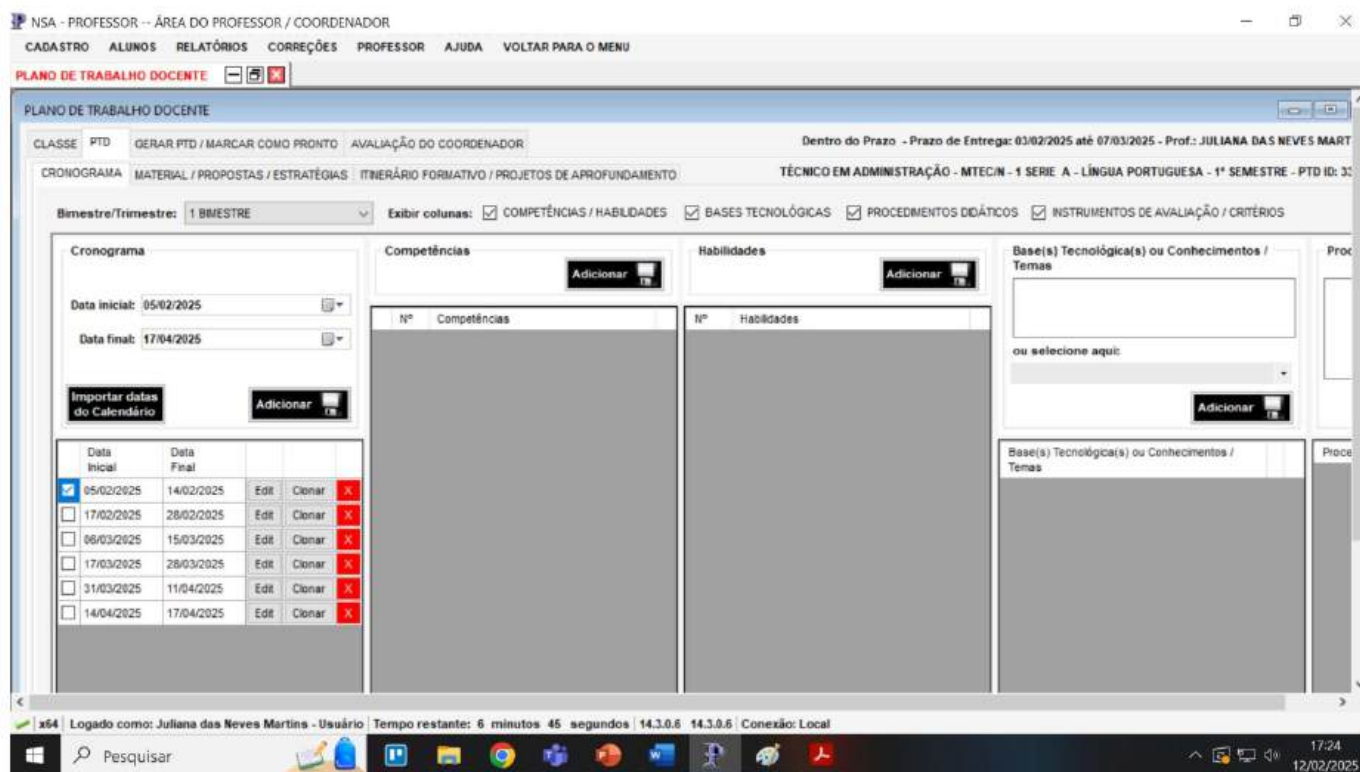 NSA - PROFESSOR -- ÁREA DO PROFESSOR / COORDENADOR
CADASTRO ALUNOS RELATÓRIOS CORREÇÕES PROFESSOR AJUDA VOLTAR PARA O MENU
PLANO DE TRABALHO DOCENTE
PLANO DE TRABALHO DOCENTE
CLASSE PTD GERAR PTD / MARCAR COMO PRONTO AVALIAÇÃO DO COORDENADOR Dentro do Prazo - Prazo de Entrega: 03/02/2025 até 07/03/2025 - Prof.: JULIANA DAS NEVES MART
CRONOGRAMA MATERIAL / PROPOSTAS / ESTRATÉGIAS ITINERÁRIO FORMATIVO / PROJETOS DE APROFUNDAMENTO TÉCNICO EM ADMINISTRAÇÃO - MTEC/N - 1 SERIE A - LÍNGUA PORTUGUESA - 1º SEMESTRE - PTD ID: 33
Bimestre/Trimestre: 1 BIMESTRE Exibir colunas: COMPETÊNCIAS / HABILIDADES BASES TECNOLÓGICAS PROCEDIMENTOS DIDÁTICOS INSTRUMENTOS DE AVALIAÇÃO / CRITÉRIOS
Cronograma
Data inicial: 05/02/2025
Data final: 17/04/2025
Importar datas
do Calendário
Adicionar
Data Inicial Data Final
05/02/2025 14/02/2025 Edit Clonar X
17/02/2025 28/02/2025 Edit Clonar X
06/03/2025 15/03/2025 Edit Clonar X
17/03/2025 28/03/2025 Edit Clonar X
31/03/2025 11/04/2025 Edit Clonar X
14/04/2025 17/04/2025 Edit Clonar X
Competências
Adicionar
Nº Competências
Habilidades
Adicionar
Nº Habilidades
Base(s) Tecnológica(s) ou Conhecimentos /
Temas
ou selecione aqui:
Adicionar
Base(s) Tecnológica(s) ou Conhecimentos /
Temas
Proc
Proce
x64 Logado como: Juliana das Neves Martins - Usuário Tempo restante: 6 minutos 45 segundos 14.3.0.6 14.3.0.6 Conexão: Local
Pesquisar
17:24
12/02/2025